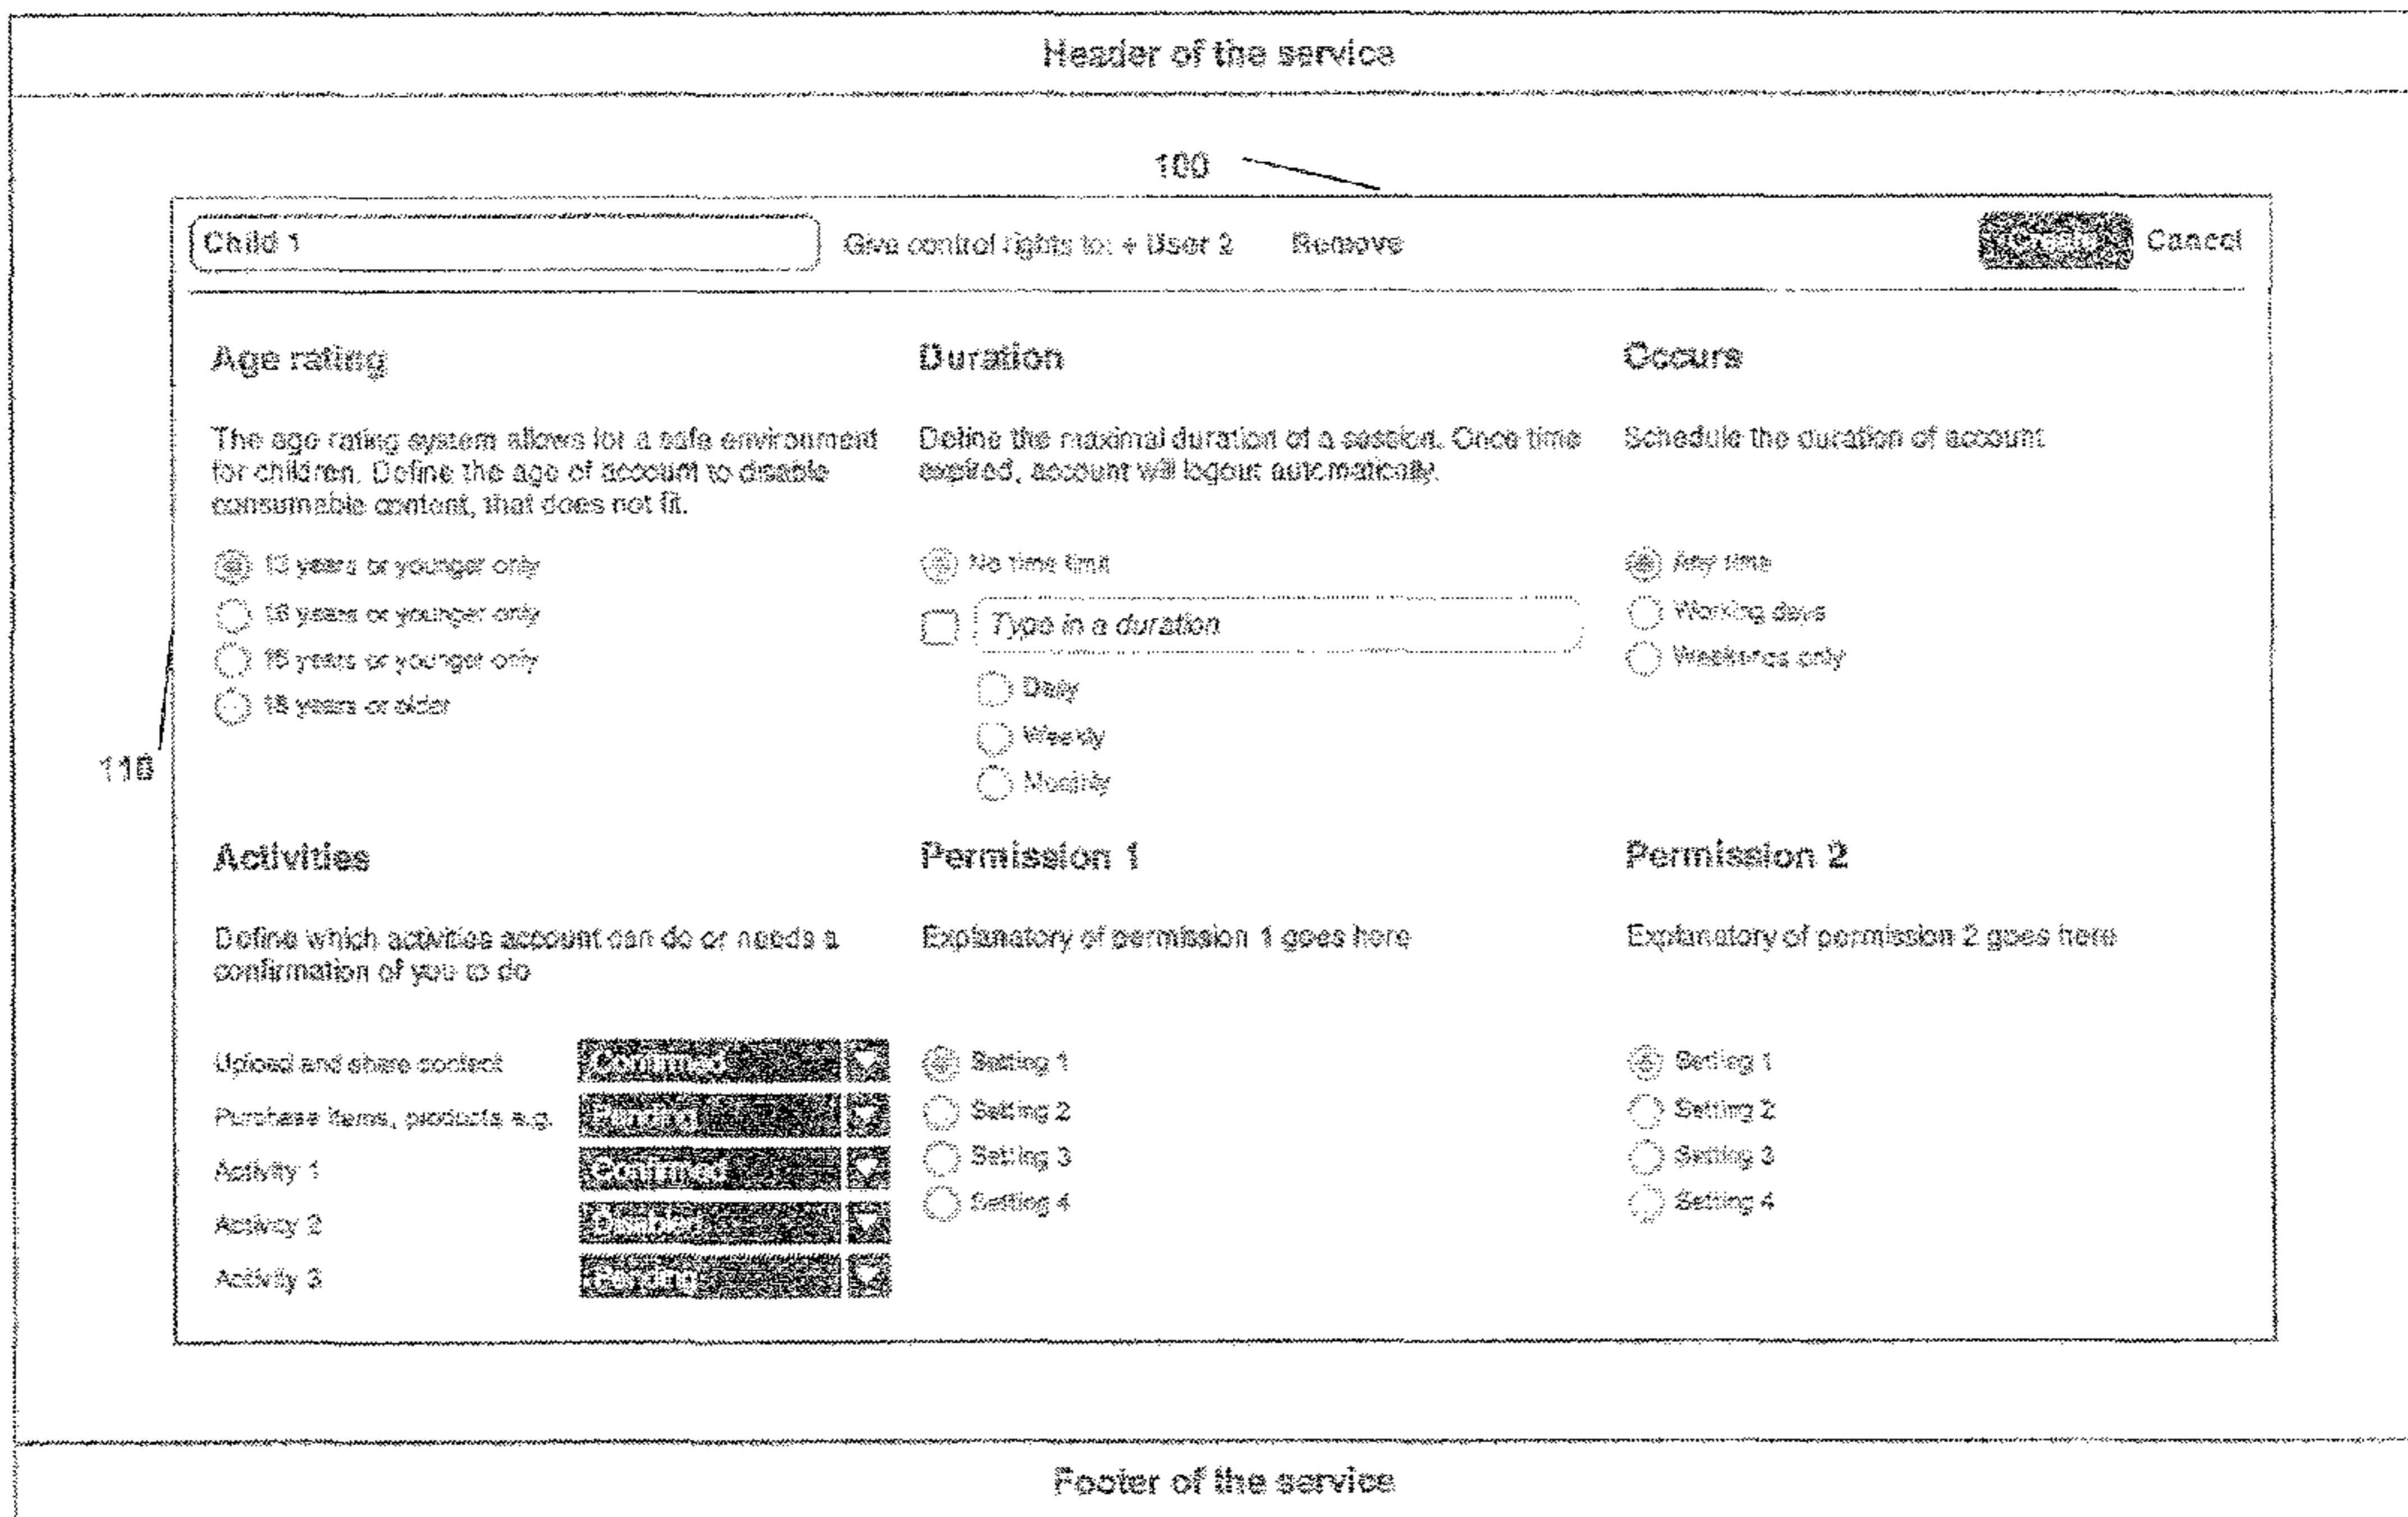 Header of the service
100
Child 1 Give control rights to: + User 2 Remove Create Cancel
Age rating Duration Occurs
The age rating system allows for a safe environment
for children. Define the age of account to disable
consumable content, that does not fit.
Define the maximal duration of a session. Once time
expired, account will logout automatically.
Schedule the duration of account
years or younger only
years or younger only
years or younger only
18 years or older
No time limit
Type in a duration
Daily
Weekly
Monthly
Any time
Working days
Weekends only
110
Activities Permission 1 Permission 2
Define which activities account can do or needs a
confirmation of you to do
Explanatory of permission 1 goes here
Explanatory of permission 2 goes here
Upload and share content Confirmed
Purchase items, products e.g. Pending
Activity 1 Confirmed
Activity 2 Disabled
Activity 3 Pending
Setting 1
Setting 2
Setting 3
Setting 4
Setting 1
Setting 2
Setting 3
Setting 4
Footer of the service